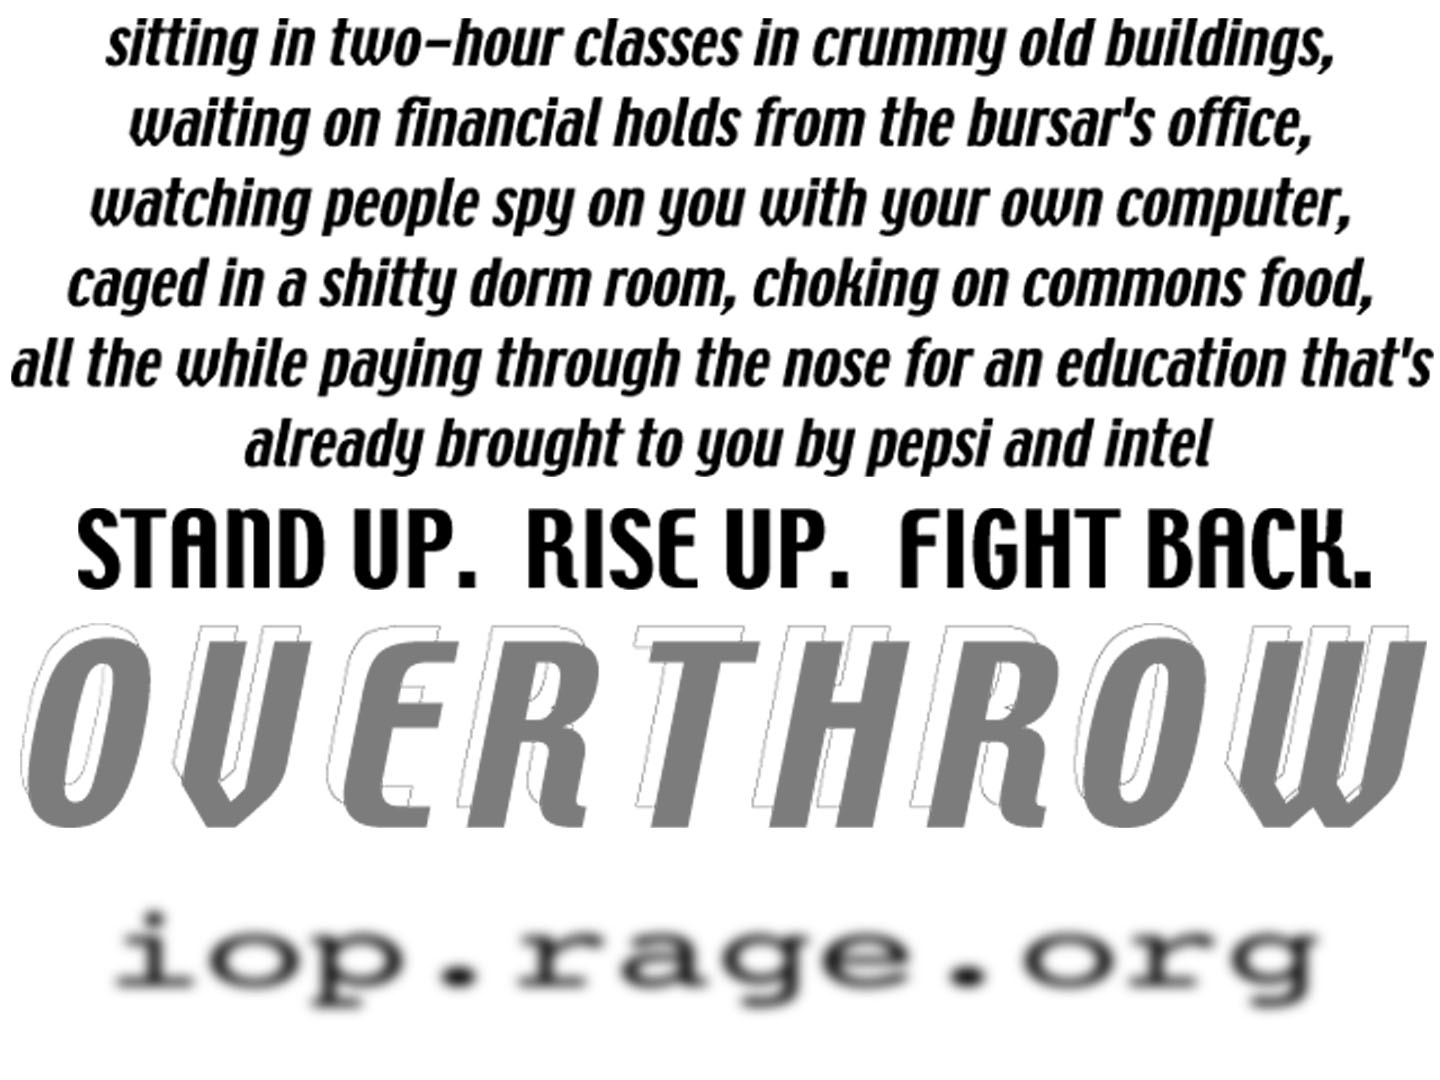 sitting in two-hour classes in crummy old buildings,
waiting on financial holds from the bursar's office,
watching people spy on you with your own computer,
caged in a shitty dorm room, choking on commons food,
all the while paying through the nose for an education that's
already brought to you by pepsi and intel
STAND UP. RISE UP. FIGHT BACK.
OVERTHROW
iop.rage.org